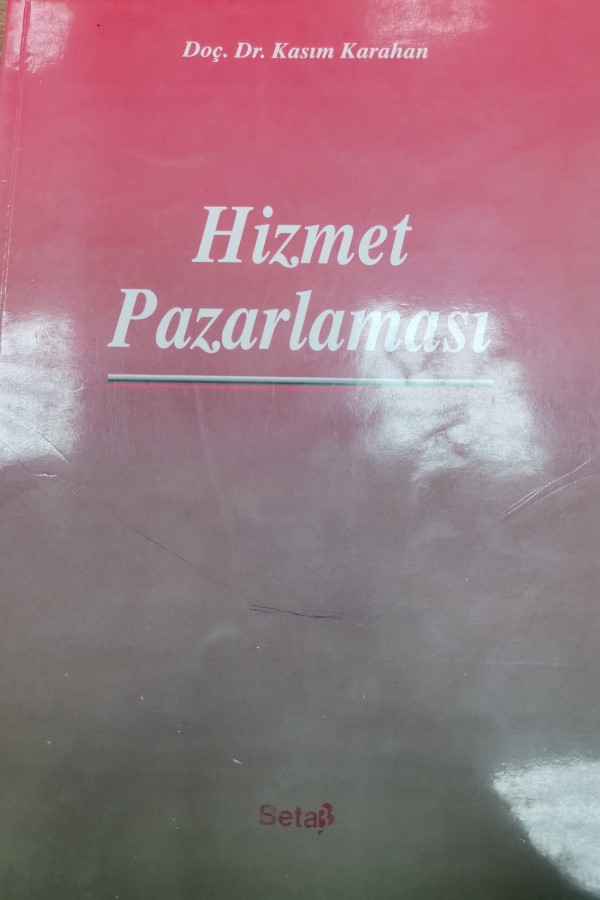 Doç. Dr. Kasım Karahan
Hizmet
Pazarlaması
Beta